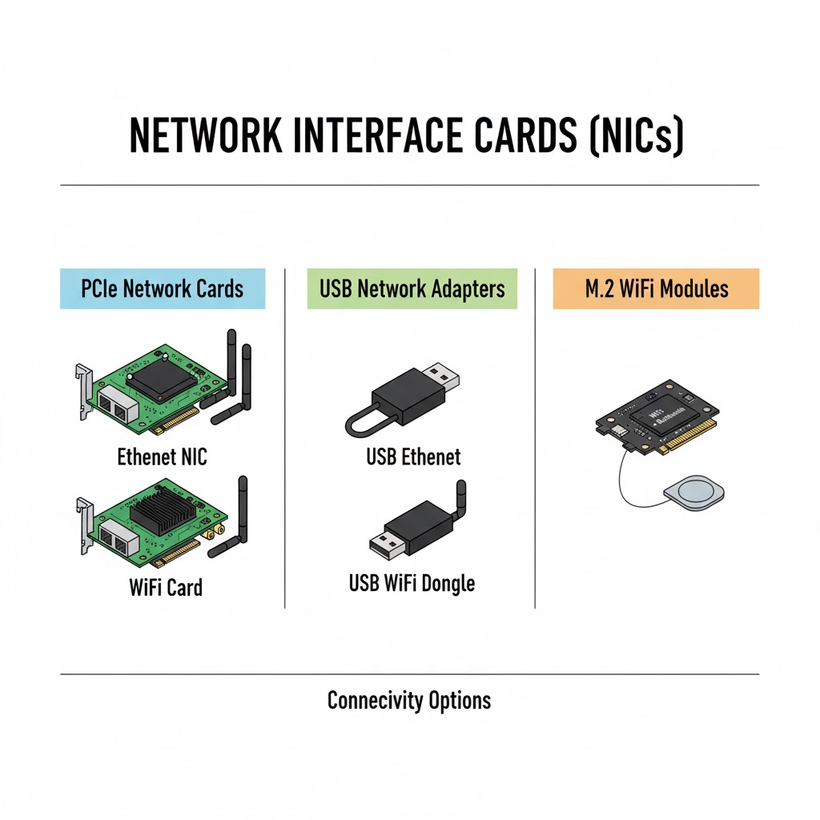 NETWORK INTERFACE CARDS (NICs)
PCIe Network Cards
USB Network Adapters
M.2 WiFi Modules
Ethenet NIC
USB Ethenet
WiFi Card
USB WiFi Dongle
Connecivity Options